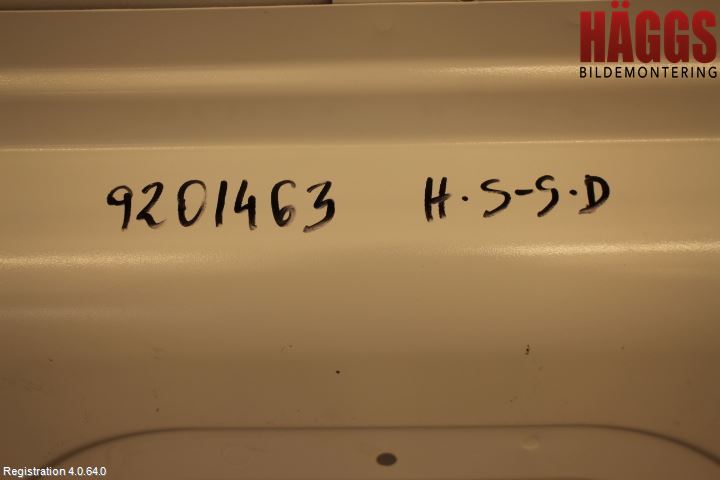 HÄGGS
BILDEMONTERING
9201463 H.S-S.D
Registration 4.0.64.0